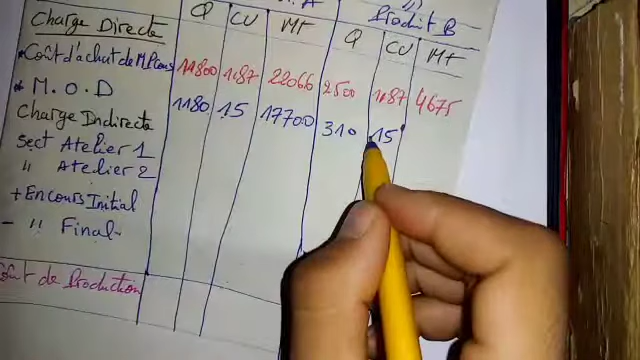 A Produit B
Charge Directe Q CU MT Q CU MT
• Coût d'achat de M.P Cons 11800 1.87 22066 2500 1.87 4675
* M.O.D 1180 15 17700 310 15
Charge Indirecte
Sect Atelier 1
" Atelier 2
+ Encours Initial
- " Final
Coût de Production